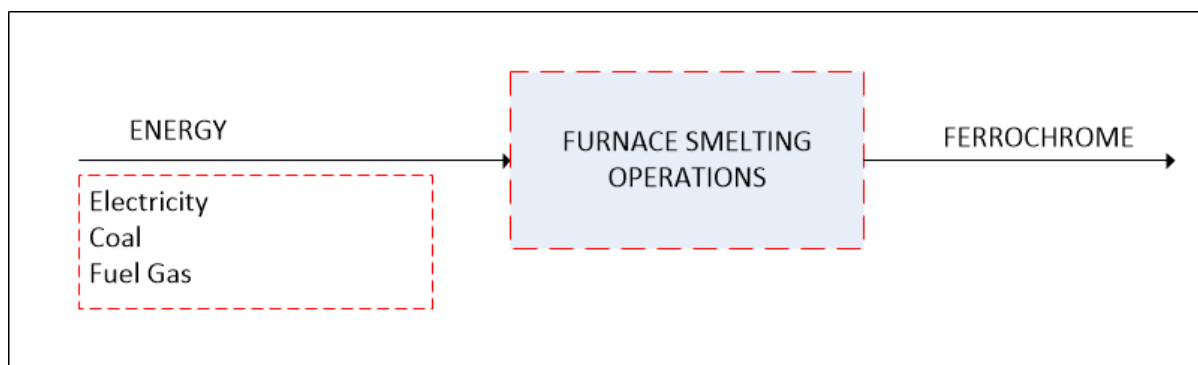 ENERGY
Electricity
Coal
Fuel Gas
FURNACE SMELTING
OPERATIONS
FERROCHROME